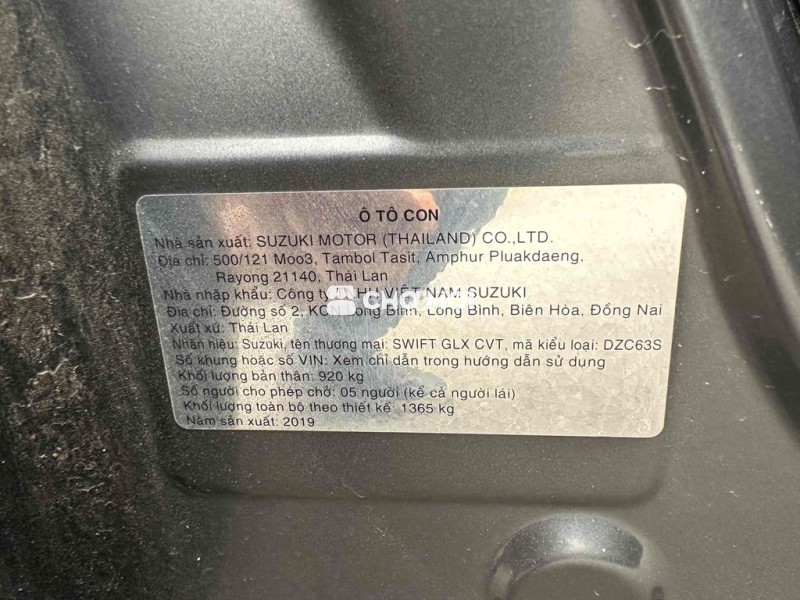 Ô TÔ CON
Nhà sản xuất: SUZUKI MOTOR (THAILAND) CO.,LTD.
Địa chỉ: 500/121 Moo3, Tambol Tasit, Amphur Pluakdaeng,
Rayong 21140, Thái Lan
Nhà nhập khẩu: Công ty VIỆT NAM SUZUKI
Địa chỉ: Đường số 2, Long Bình, Biên Hòa, Đồng Nai
Xuất xứ: Thái Lan
Nhãn hiệu: Suzuki, tên thương mại: SWIFT GLX CVT, mã kiểu loại: DZC63S
Số khung hoặc số VIN: Xem chỉ dẫn trong hướng dẫn sử dụng
Khối lượng bản thân: 920 kg
Số người cho phép chở: 05 người (kể cả người lái)
Khối lượng toàn bộ theo thiết kế: 1365 kg
Năm sản xuất: 2019